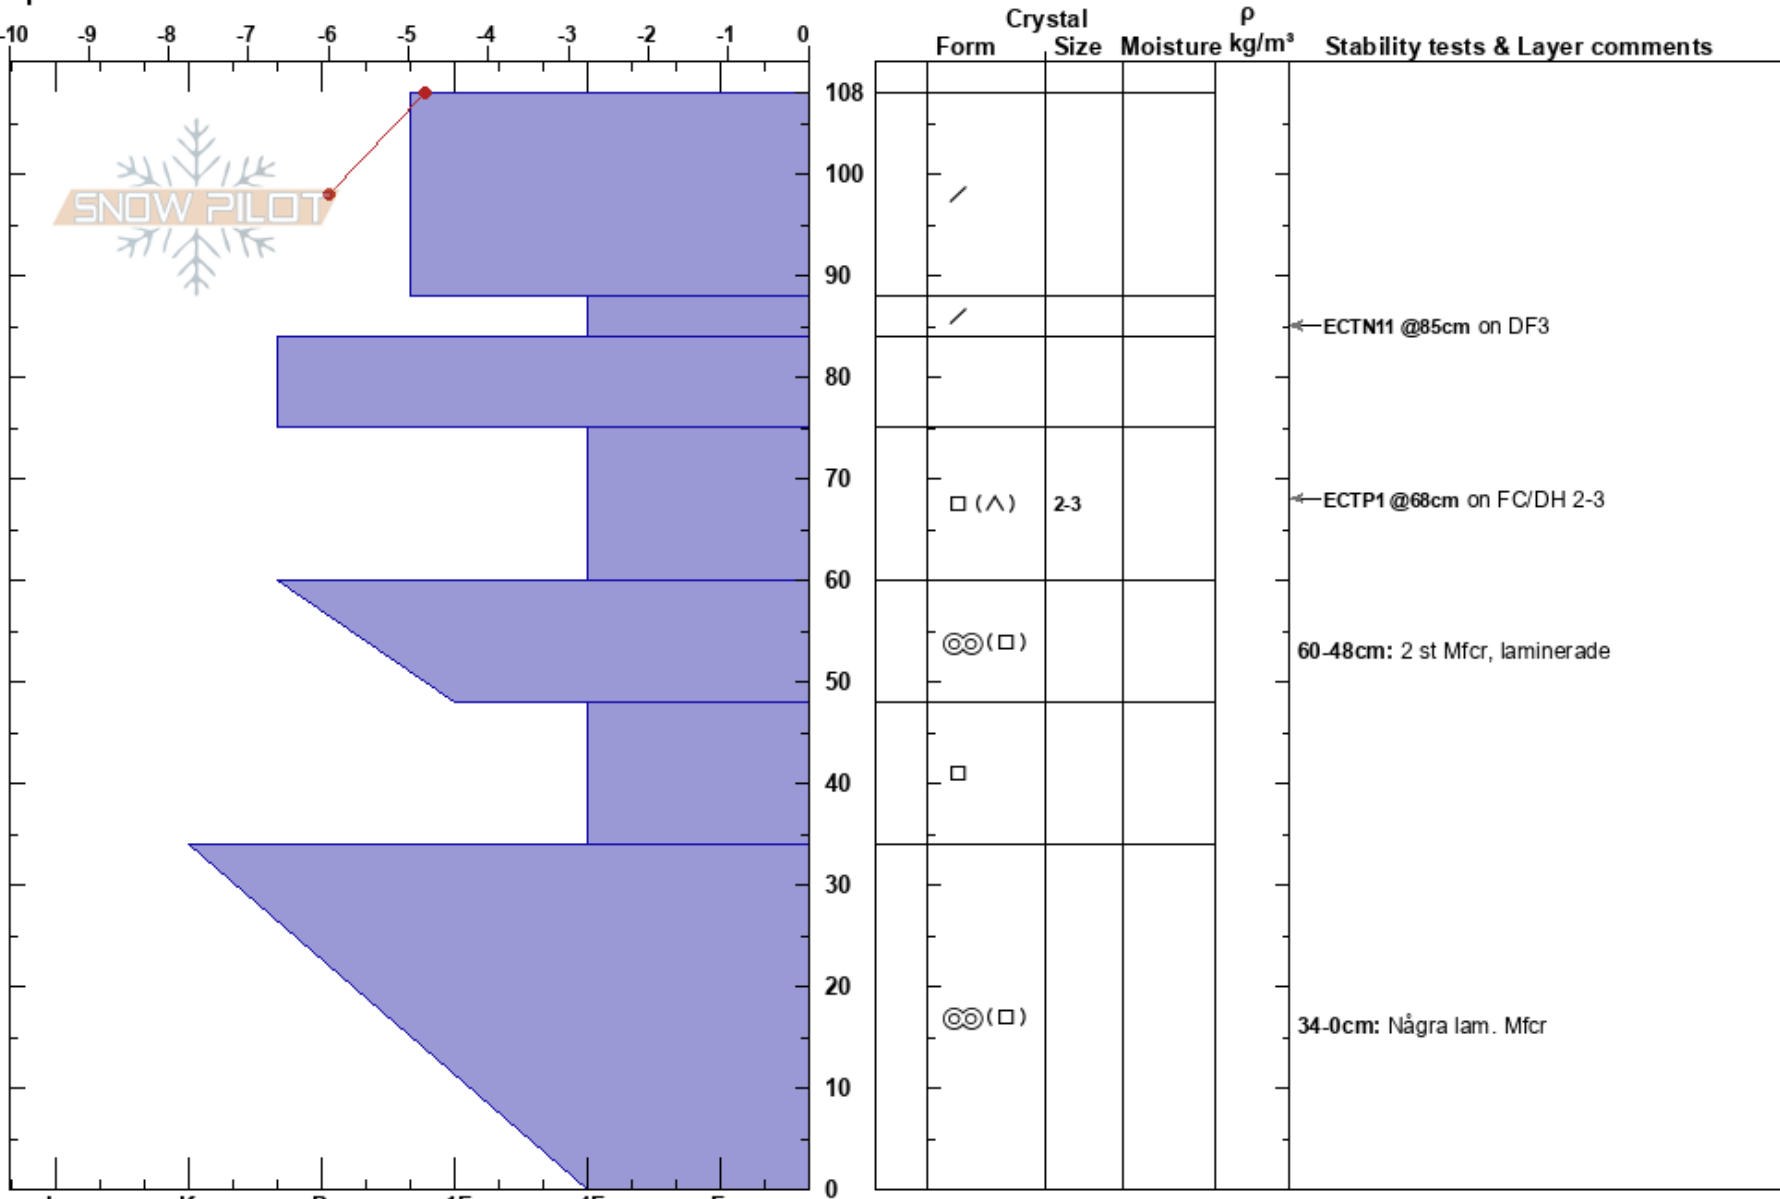 Crystal ρ
-10 -9 -8 -7 -6 -5 -4 -3 -2 -1 0 Form Size Moisture kg/m³ Stability tests & Layer comments
108
SNOW PILOT
100
90
ECTN11 @85cm on DF3
80
70
ECTP1 @68cm on FC/DH 2-3
2-3
60
60-48cm: 2 st Mfcr, laminerade
50
40
30
20
34-0cm: Några lam. Mfcr
10
0